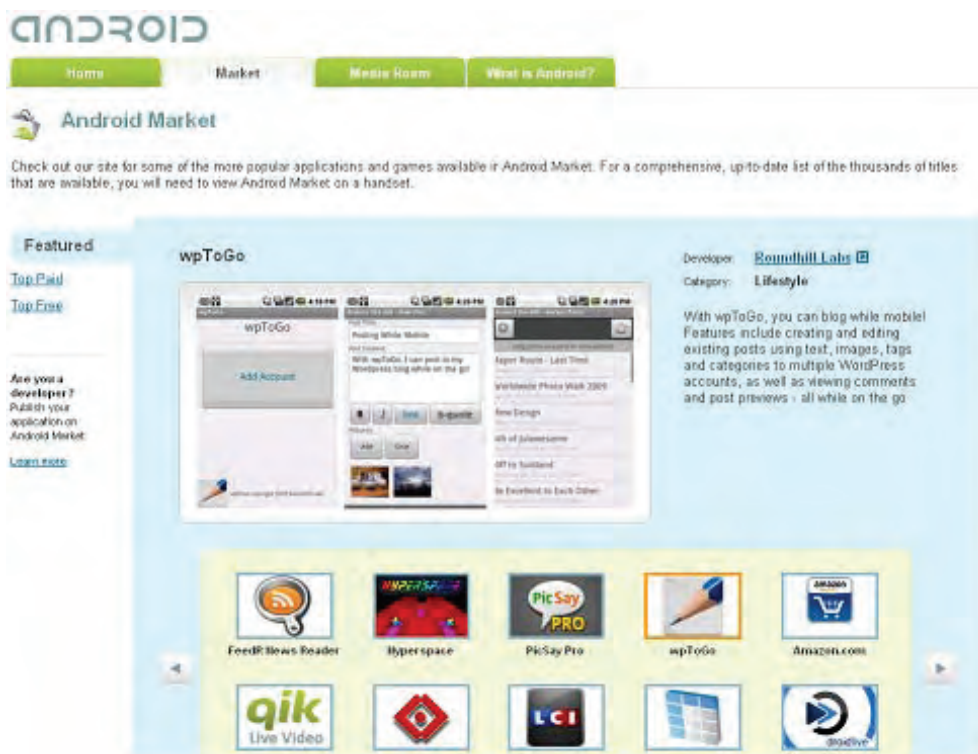 android
Home Market Media Room What is Android?
Android Market
Check out our site for some of the more popular applications and games available in Android Market. For a comprehensive, up-to-date list of the thousands of titles
that are available, you will need to view Android Market on a handset.
Featured
Top Paid
Top Free
Are you a
developer?
Publish your
application on
Android Market
Learn more
wpToGo
wpToGo
Add Account
Posting While Mobile
With wpToGo, I can post to my
Wordpress blog while on the go!
B I link b-quote
Paper Route - Last Time
Worldwide Photo Walk 2009
New Design
4th of Julawesome
Off to Scotland
Be Excellent to Each Other
Developer: Roundhill Labs
Category: Lifestyle
With wpToGo, you can blog while mobile!
Features include creating and editing
existing posts using text, images, tags
and categories to multiple WordPress
accounts, as well as viewing comments
and post previews - all while on the go
HYPERSPACE
PicSay
PRO
amazon
FeedR News Reader Hyperspace PicSay Pro wpToGo Amazon.com
qik
Live Video
LCI
droidlive